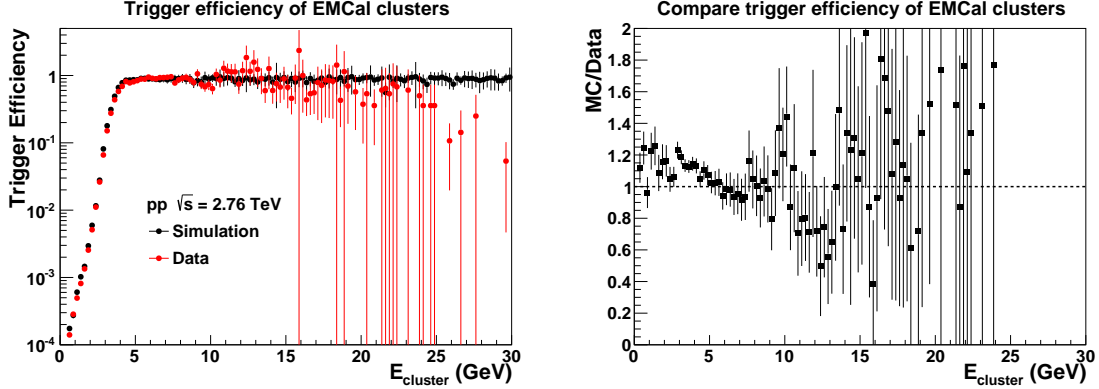 Trigger efficiency of EMCal clusters
Trigger Efficiency
1
10^-1
10^-2
10^-3
10^-4
pp √s = 2.76 TeV
Simulation
Data
0 5 10 15 20 25 30
E_cluster (GeV)
Compare trigger efficiency of EMCal clusters
MC/Data
2
1.8
1.6
1.4
1.2
1
0.8
0.6
0.4
0.2
0
0 5 10 15 20 25 30
E_cluster (GeV)